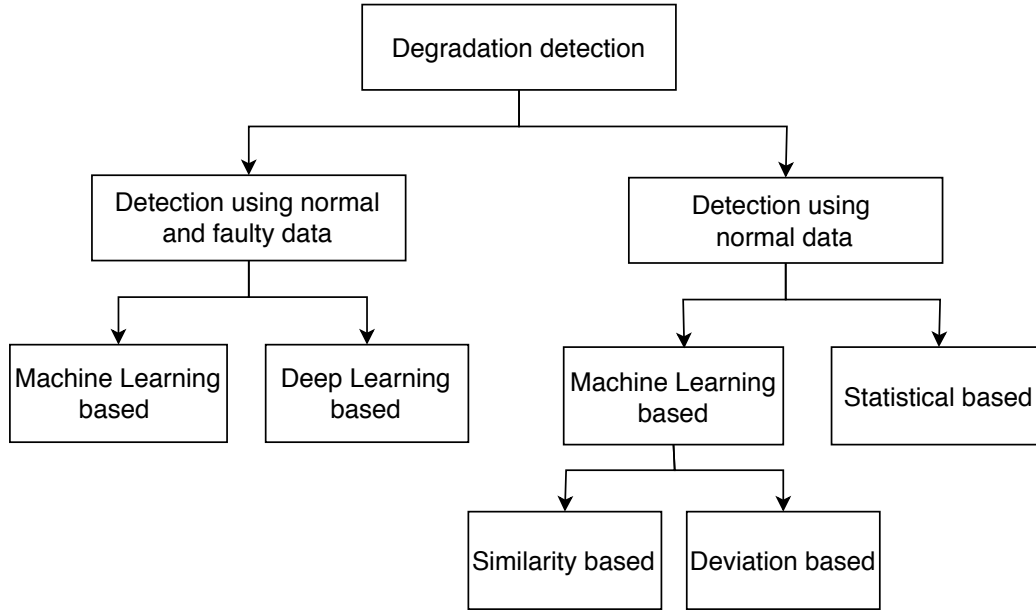 Degradation detection
Detection using normal
and faulty data
Detection using
normal data
Machine Learning
based
Deep Learning
based
Machine Learning
based
Statistical based
Similarity based
Deviation based